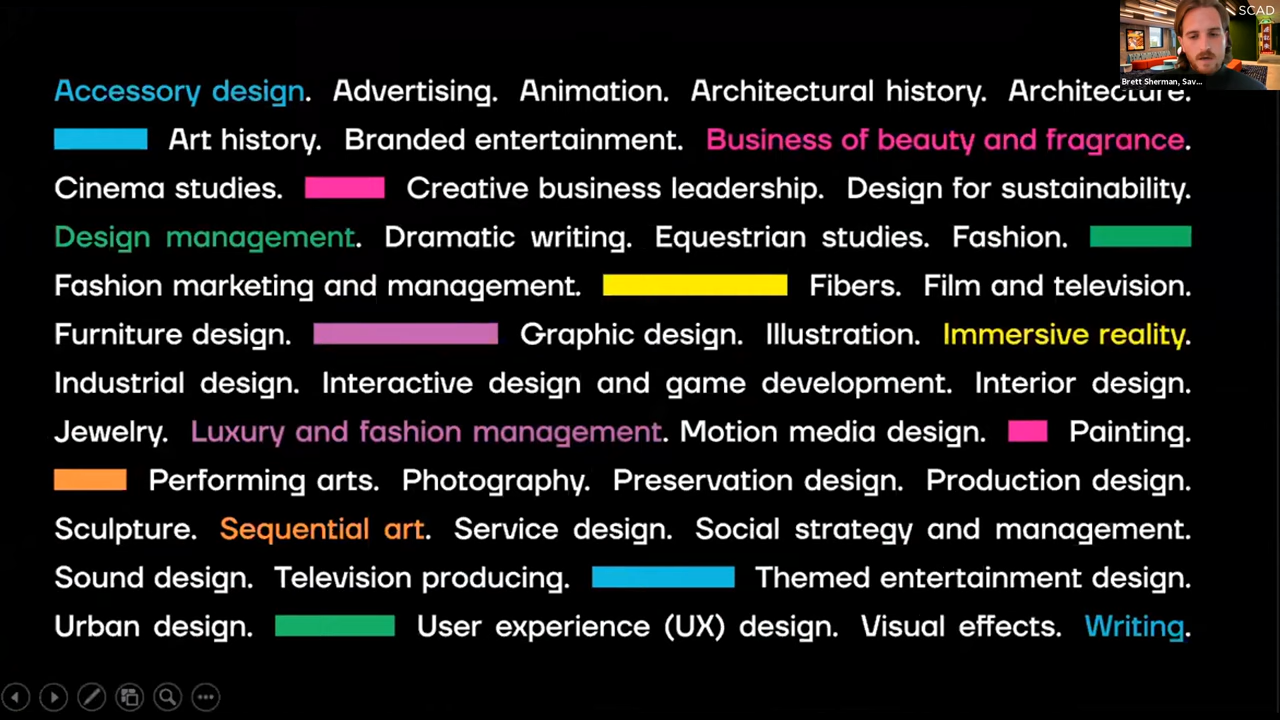 SCAD
Brett Sherman, Sav...
Accessory design. Advertising. Animation. Architectural history. Architecture.
Art history. Branded entertainment. Business of beauty and fragrance.
Cinema studies. Creative business leadership. Design for sustainability.
Design management. Dramatic writing. Equestrian studies. Fashion.
Fashion marketing and management. Fibers. Film and television.
Furniture design. Graphic design. Illustration. Immersive reality.
Industrial design. Interactive design and game development. Interior design.
Jewelry. Luxury and fashion management. Motion media design. Painting.
Performing arts. Photography. Preservation design. Production design.
Sculpture. Sequential art. Service design. Social strategy and management.
Sound design. Television producing. Themed entertainment design.
Urban design. User experience (UX) design. Visual effects. Writing.